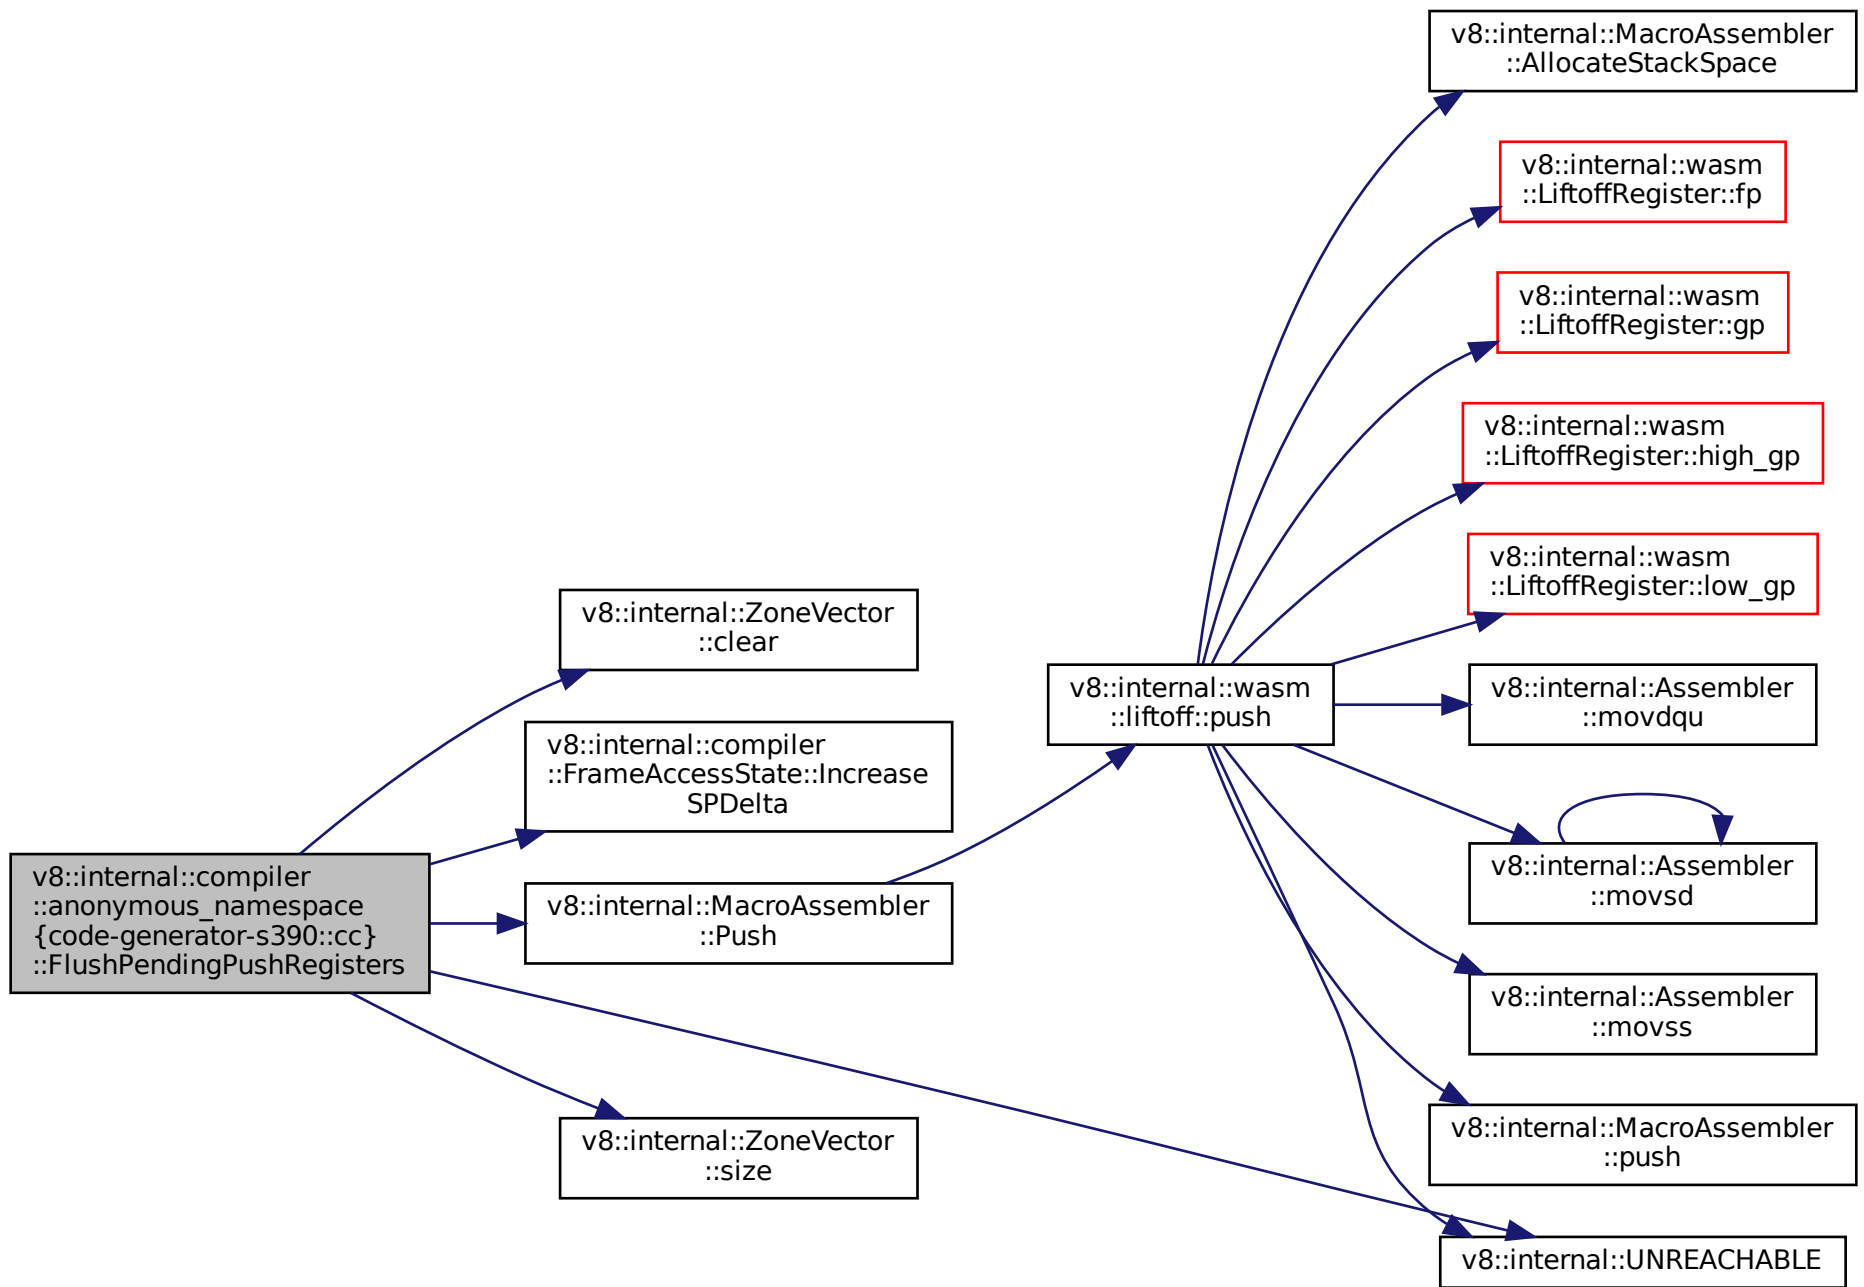 v8::internal::MacroAssembler
::AllocateStackSpace
v8::internal::wasm
::LiftoffRegister::fp
v8::internal::wasm
::LiftoffRegister::gp
v8::internal::wasm
::LiftoffRegister::high_gp
v8::internal::wasm
::LiftoffRegister::low_gp
v8::internal::ZoneVector
::clear
v8::internal::wasm
::liftoff::push
v8::internal::Assembler
::movdqu
v8::internal::compiler
::FrameAccessState::Increase
SPDelta
v8::internal::Assembler
::movsd
v8::internal::compiler
::anonymous_namespace
{code-generator-s390::cc}
::FlushPendingPushRegisters
v8::internal::MacroAssembler
::Push
v8::internal::Assembler
::movss
v8::internal::MacroAssembler
::push
v8::internal::ZoneVector
::size
v8::internal::UNREACHABLE